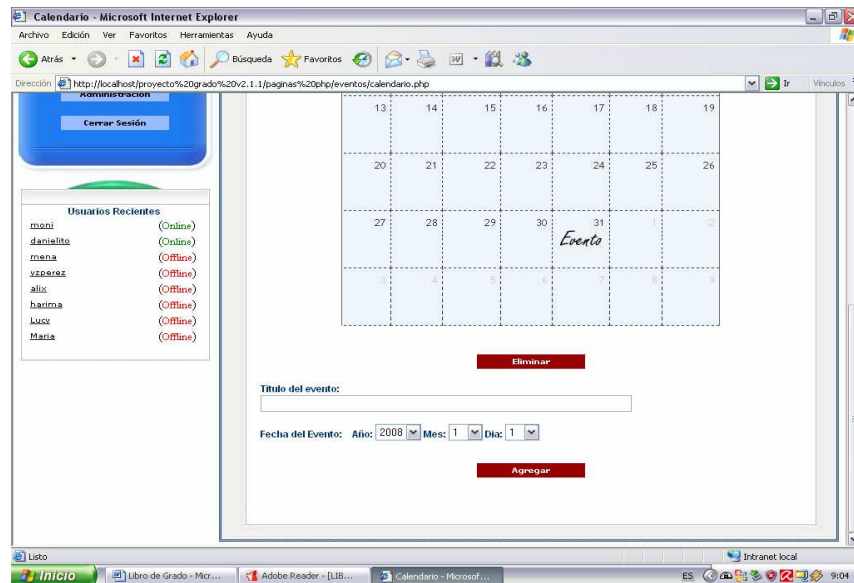 Calendario - Microsoft Internet Explorer
Archivo Edición Ver Favoritos Herramientas Ayuda
Atrás Búsqueda Favoritos
Dirección http://localhost/proyecto%20grado%20v2.1.1/paginas%20php/eventos/calendario.php Ir Vínculos
Administración
Cerrar Sesión
13 14 15 16 17 18 19
20 21 22 23 24 25 26
27 28 29 30 31 1 2
Evento
3 4 5 6 7 8 9
Usuarios Recientes
moni (Online)
danielito (Online)
mena (Offline)
yzperez (Offline)
alix (Offline)
harima (Offline)
Lucy (Offline)
Maria (Offline)
Eliminar
Titulo del evento:
Fecha del Evento: Año: 2008 Mes: 1 Dia: 1
Agregar
Listo Intranet local
Inicio Libro de Grado - Micr... Adobe Reader - [LIB... Calendario - Microsof... ES 9:04